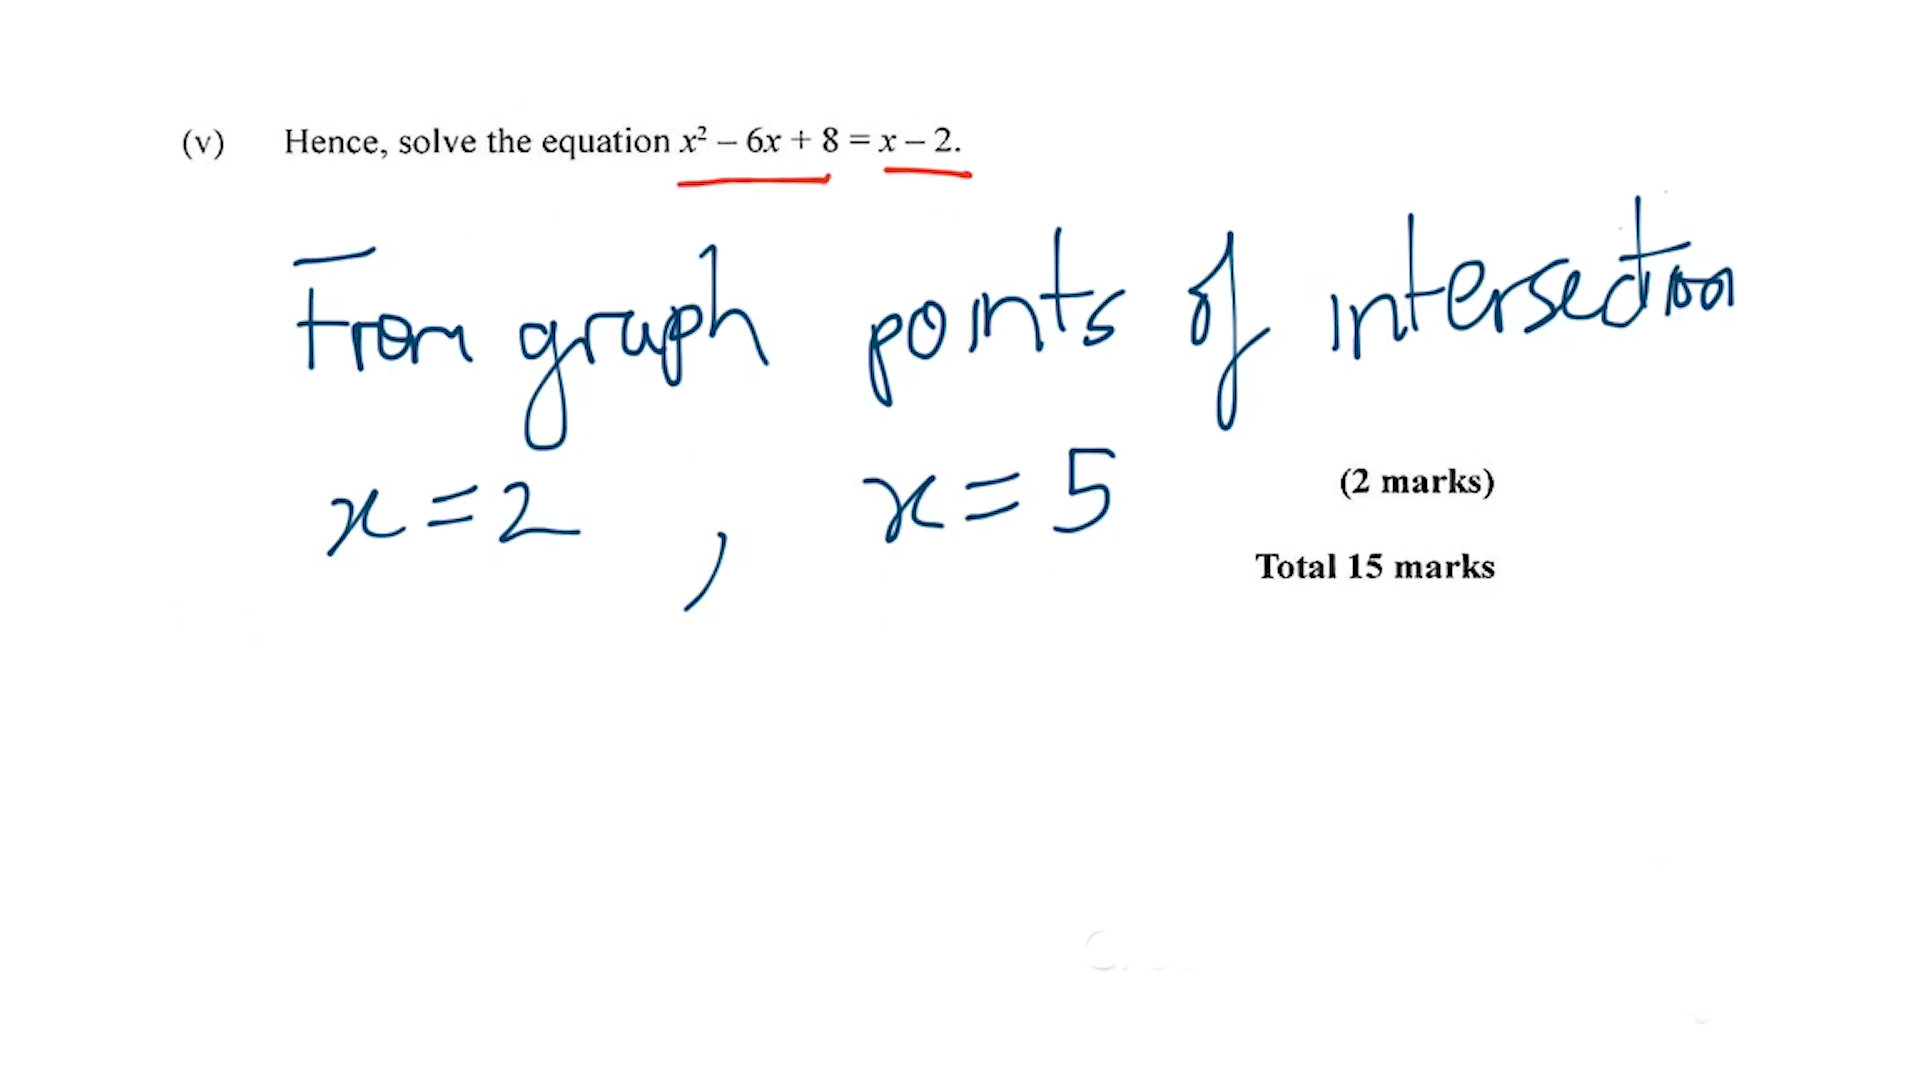 (v) Hence, solve the equation x² – 6x + 8 = x – 2.
From graph points of intersection
x = 2 , x = 5
(2 marks)
Total 15 marks